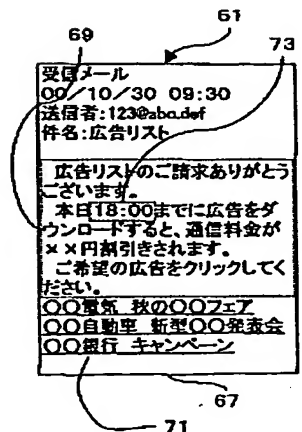 61
69
73
受信メール
00/10/30 09:30
送信者:123@abc.def
件名:広告リスト
広告リストのご請求ありがとう
ございます。
本日18:00までに広告をダ
ウンロードすると、通信料金が
××円割引きされます。
ご希望の広告をクリックしてく
ださい。
○○電気 秋の○○フェア
○○自動車 新型○○発表会
○○銀行 キャンペーン
67
71